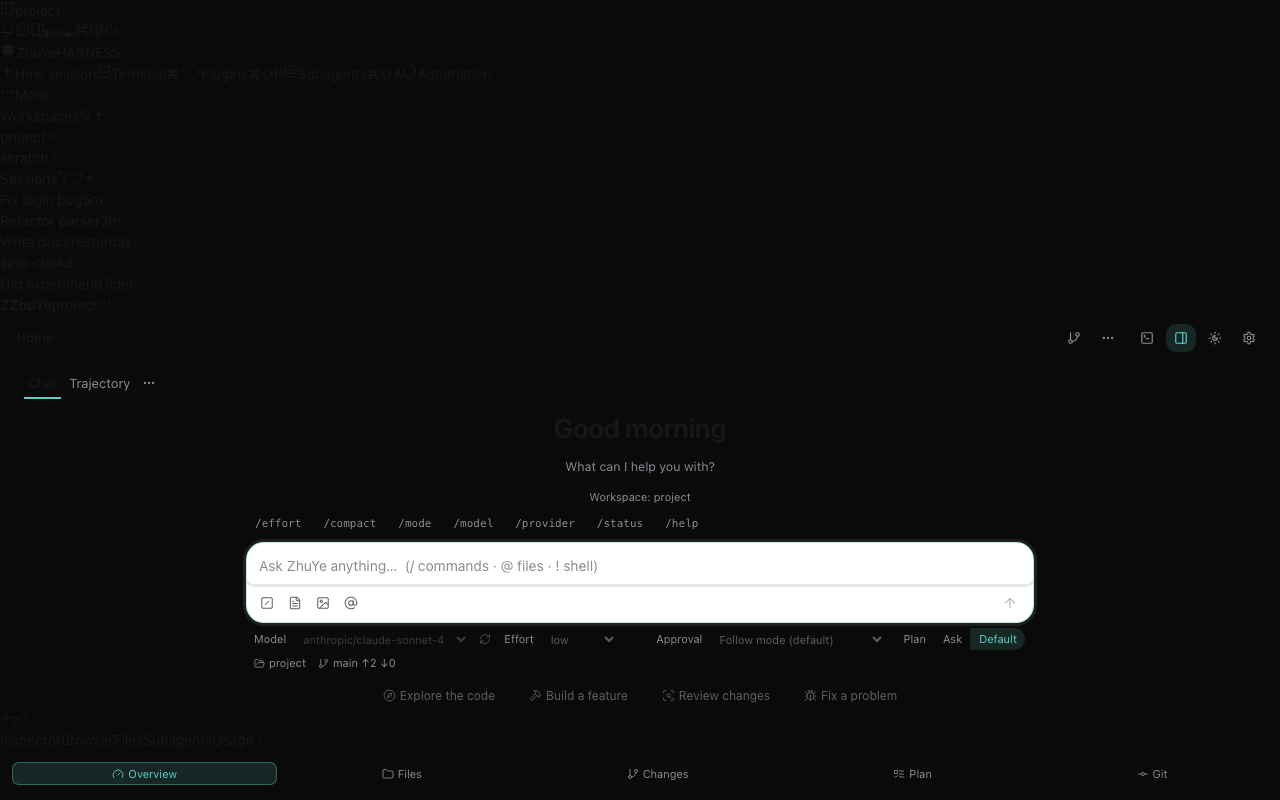 project
ZhuYeHARNESS
New sessionTerminal⌘`Plugins⌘⇧PSubagents⌘⇧AAutomation
More
Workspaces
project
scratch
Sessions
Fix login bug5m
Refactor parser3h
Write docsYesterday
sess-del4d
Old experimentOlder
ZZhuYeproject
Home
Chat Trajectory
Good morning
What can I help you with?
Workspace: project
/effort /compact /mode /model /provider /status /help
Ask ZhuYe anything… (/ commands · @ files · ! shell)
Model anthropic/claude-sonnet-4 Effort low Approval Follow mode (default) Plan Ask Default
project main ↑2 ↓0
Explore the code Build a feature Review changes Fix a problem
InspectorBrowserFilesSubagentsUsage
Overview Files Changes Plan Git